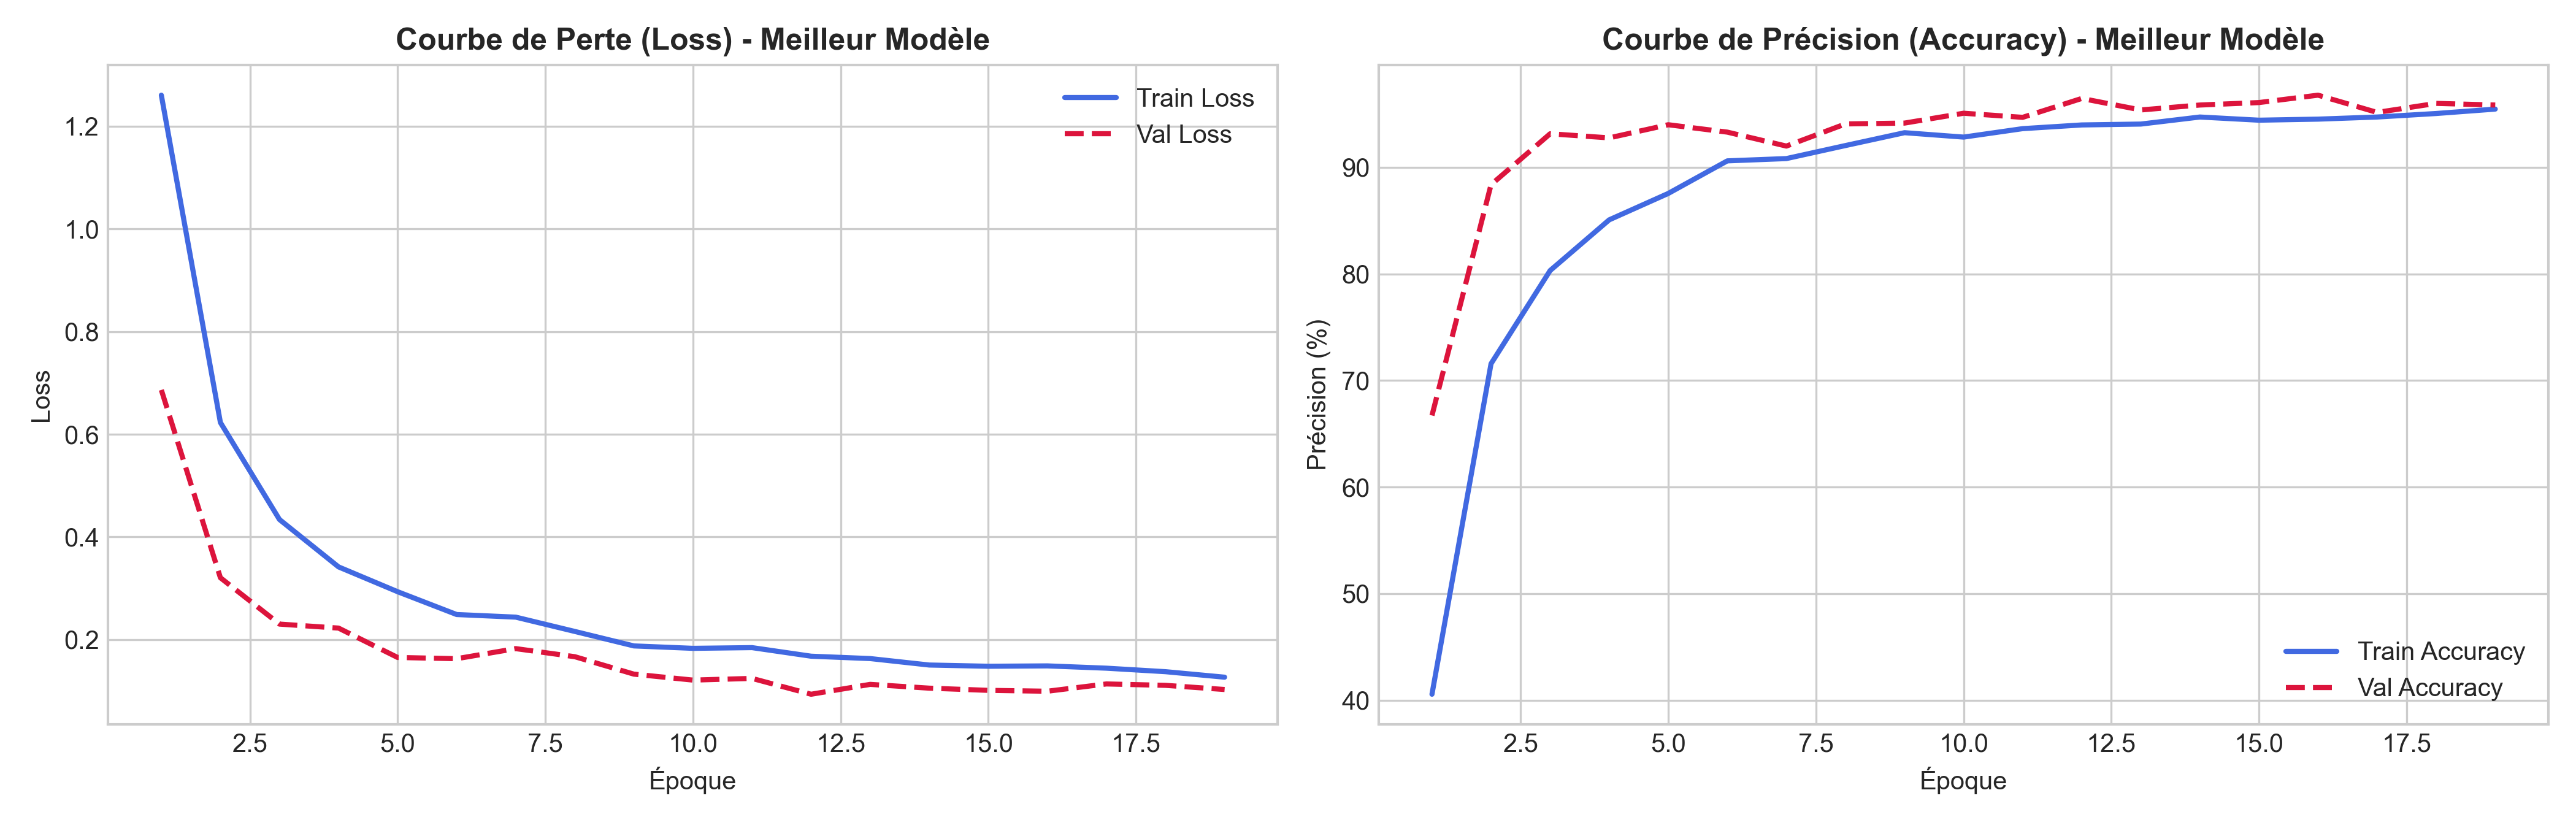 Courbe de Perte (Loss) - Meilleur Modèle
Train Loss
Val Loss
1.2
1.0
0.8
0.6
0.4
0.2
Loss
2.5 5.0 7.5 10.0 12.5 15.0 17.5
Époque
Courbe de Précision (Accuracy) - Meilleur Modèle
90
80
70
60
50
40
Précision (%)
Train Accuracy
Val Accuracy
2.5 5.0 7.5 10.0 12.5 15.0 17.5
Époque